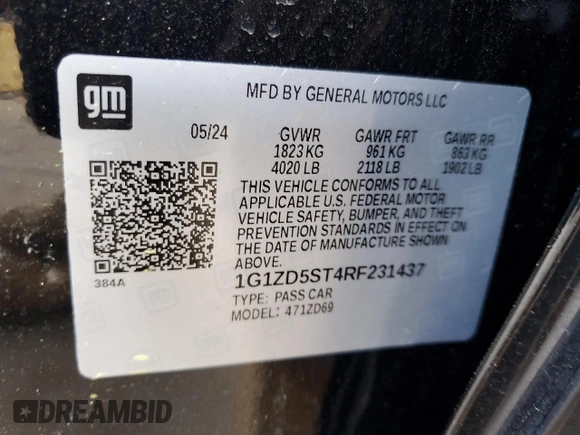 gm
MFD BY GENERAL MOTORS LLC
05/24 GVWR GAWR FRT GAWR RR
1823 KG 961 KG 863 KG
4020 LB 2118 LB 1902 LB
THIS VEHICLE CONFORMS TO ALL
APPLICABLE U.S. FEDERAL MOTOR
VEHICLE SAFETY, BUMPER, AND THEFT
PREVENTION STANDARDS IN EFFECT ON
THE DATE OF MANUFACTURE SHOWN
ABOVE.
384A
1G1ZD5ST4RF231437
TYPE: PASS CAR
MODEL: 471ZD69
DREAMBID